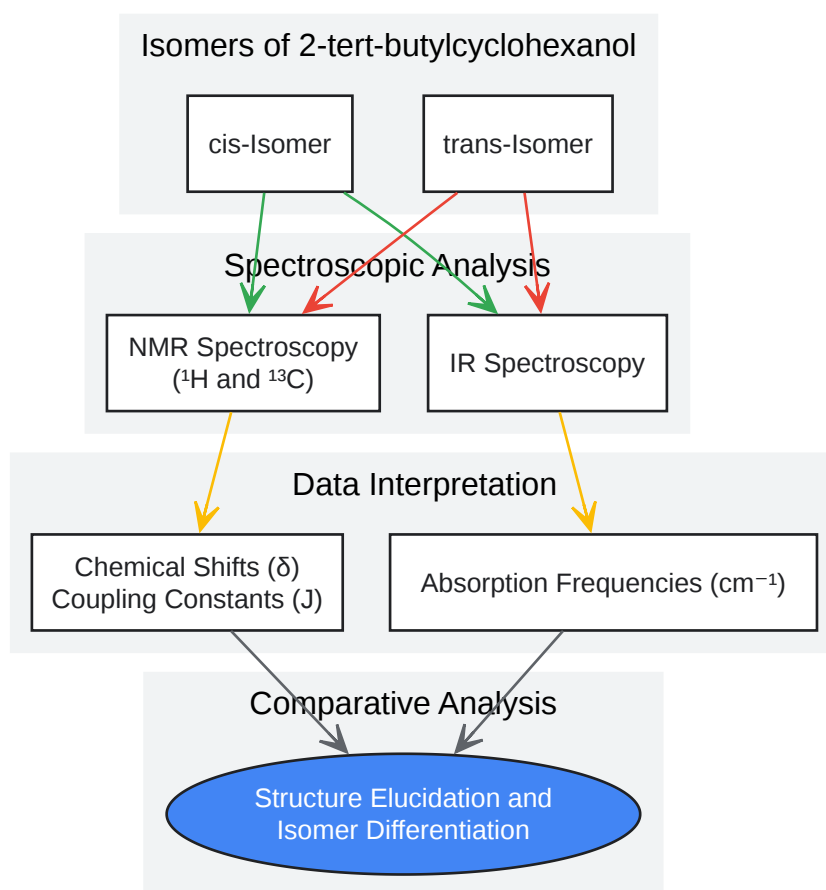 Isomers of 2-tert-butylcyclohexanol
cis-Isomer
trans-Isomer
Spectroscopic Analysis
NMR Spectroscopy
(¹H and ¹³C)
IR Spectroscopy
Data Interpretation
Chemical Shifts (δ)
Coupling Constants (J)
Absorption Frequencies (cm⁻¹)
Comparative Analysis
Structure Elucidation and
Isomer Differentiation